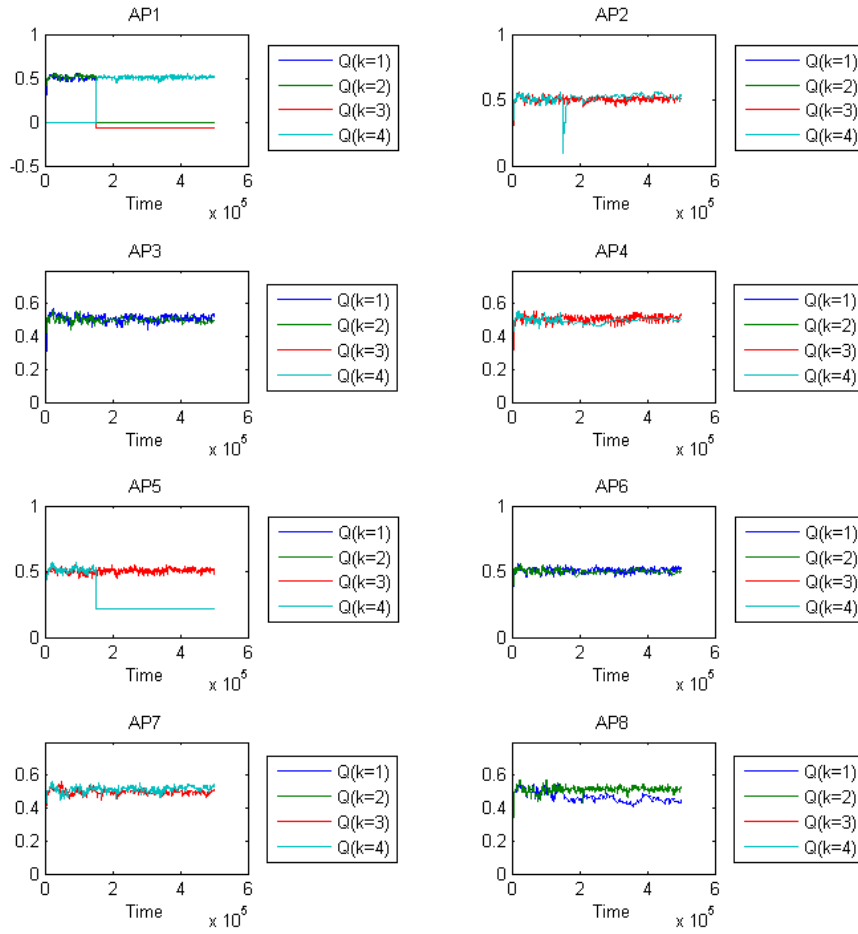 AP1
1
0.5
0
-0.5
0 2 4 6
Time
x 10^5
Q(k=1)
Q(k=2)
Q(k=3)
Q(k=4)
AP2
1
0.5
0
0 2 4 6
Time
x 10^5
Q(k=1)
Q(k=2)
Q(k=3)
Q(k=4)
AP3
0.6
0.4
0.2
0
0 2 4 6
Time
x 10^5
Q(k=1)
Q(k=2)
Q(k=3)
Q(k=4)
AP4
0.6
0.4
0.2
0
0 2 4 6
Time
x 10^5
Q(k=1)
Q(k=2)
Q(k=3)
Q(k=4)
AP5
1
0.5
0
0 2 4 6
Time
x 10^5
Q(k=1)
Q(k=2)
Q(k=3)
Q(k=4)
AP6
1
0.5
0
0 2 4 6
Time
x 10^5
Q(k=1)
Q(k=2)
Q(k=3)
Q(k=4)
AP7
0.6
0.4
0.2
0
0 2 4 6
Time
x 10^5
Q(k=1)
Q(k=2)
Q(k=3)
Q(k=4)
AP8
0.6
0.4
0.2
0
0 2 4 6
Time
x 10^5
Q(k=1)
Q(k=2)
Q(k=3)
Q(k=4)